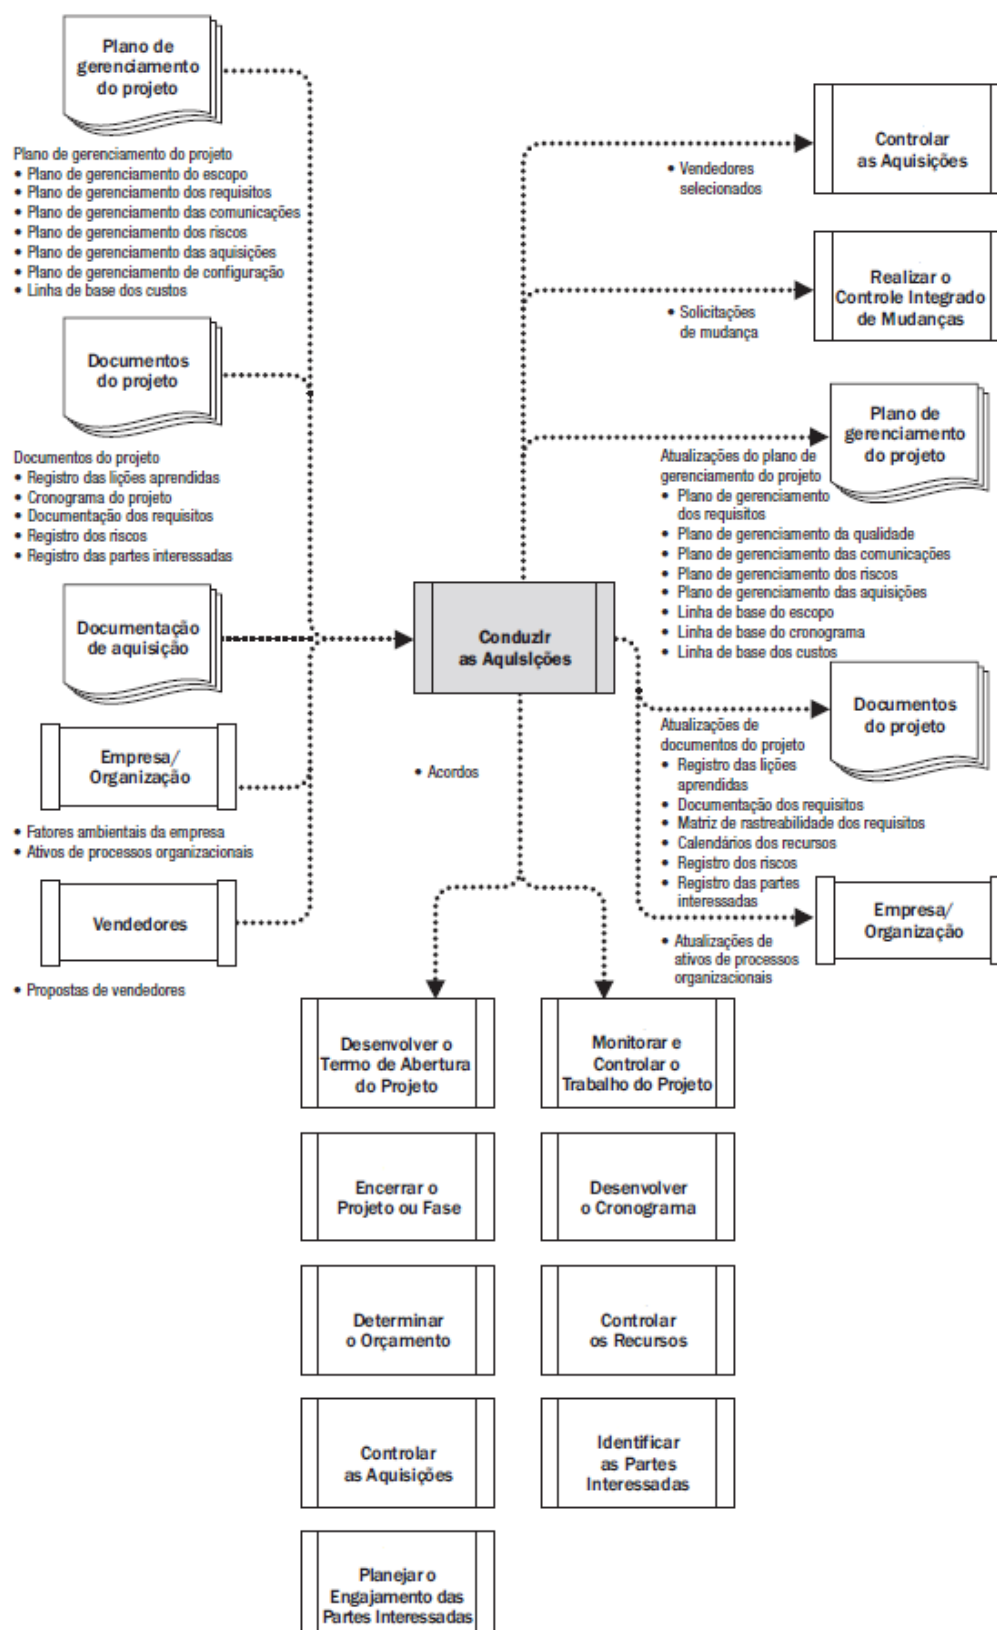 Plano de
gerenciamento
do projeto
Plano de gerenciamento do projeto
• Plano de gerenciamento do escopo
• Plano de gerenciamento dos requisitos
• Plano de gerenciamento das comunicações
• Plano de gerenciamento dos riscos
• Plano de gerenciamento das aquisições
• Plano de gerenciamento de configuração
• Linha de base dos custos
Documentos
do projeto
Documentos do projeto
• Registro das lições aprendidas
• Cronograma do projeto
• Documentação dos requisitos
• Registro dos riscos
• Registro das partes interessadas
Documentação
de aquisição
Empresa/
Organização
• Fatores ambientais da empresa
• Ativos de processos organizacionais
Vendedores
• Propostas de vendedores
Conduzir
as Aquisições
• Acordos
Controlar
as Aquisições
• Vendedores
selecionados
Realizar o
Controle Integrado
de Mudanças
• Solicitações
de mudança
Plano de
gerenciamento
do projeto
Atualizações do plano de
gerenciamento do projeto
• Plano de gerenciamento
dos requisitos
• Plano de gerenciamento da qualidade
• Plano de gerenciamento das comunicações
• Plano de gerenciamento dos riscos
• Plano de gerenciamento das aquisições
• Linha de base do escopo
• Linha de base do cronograma
• Linha de base dos custos
Documentos
do projeto
Atualizações de
documentos do projeto
• Registro das lições
aprendidas
• Documentação dos requisitos
• Matriz de rastreabilidade dos requisitos
• Calendários dos recursos
• Registro dos riscos
• Registro das partes
interessadas
Empresa/
Organização
• Atualizações de
ativos de processos
organizacionais
Desenvolver o
Termo de Abertura
do Projeto
Monitorar e
Controlar o
Trabalho do Projeto
Encerrar o
Projeto ou Fase
Desenvolver
o Cronograma
Determinar
o Orçamento
Controlar
os Recursos
Controlar
as Aquisições
Identificar
as Partes
Interessadas
Planejar o
Engajamento das
Partes Interessadas